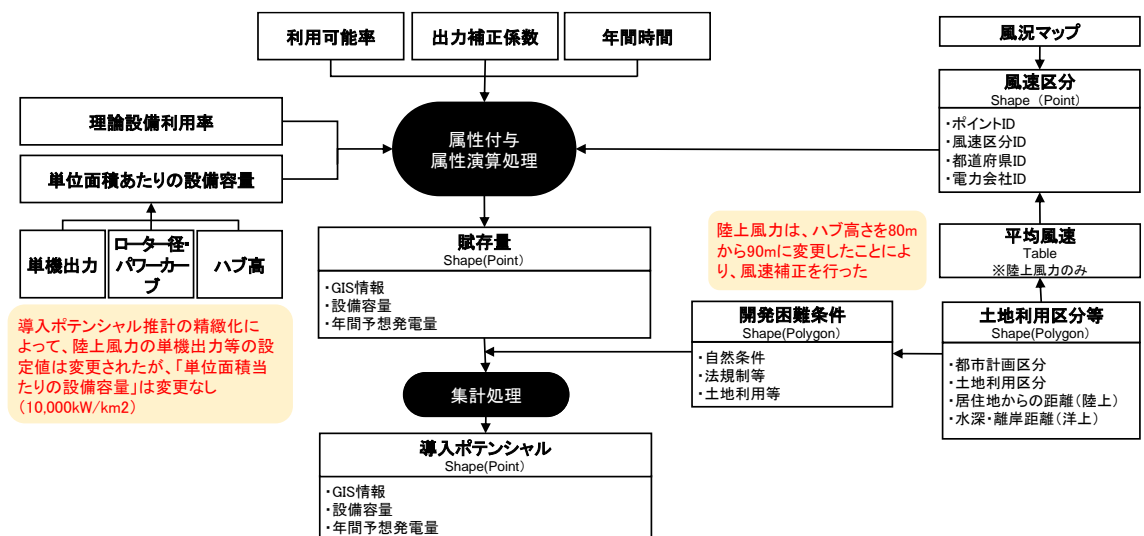 利用可能率
出力補正係数
年間時間
風況マップ
風速区分
Shape（Point）
・ポイントID
・風速区分ID
・都道府県ID
・電力会社ID
理論設備利用率
単位面積あたりの設備容量
属性付与
属性演算処理
単機出力
ローター径・
パワーカー
ブ
ハブ高
賦存量
Shape(Point)
・GIS情報
・設備容量
・年間予想発電量
陸上風力は、ハブ高さを80m
から90mに変更したことによ
り、風速補正を行った
平均風速
Table
※陸上風力のみ
導入ポテンシャル推計の精緻化に
よって、陸上風力の単機出力等の設
定値は変更されたが、「単位面積当
たりの設備容量」は変更なし
（10,000kW/km2）
開発困難条件
Shape(Polygon)
・自然条件
・法規制等
・土地利用等
土地利用区分等
Shape(Polygon)
・都市計画区分
・土地利用区分
・居住地からの距離（陸上）
・水深・離岸距離（洋上）
集計処理
導入ポテンシャル
Shape(Point)
・GIS情報
・設備容量
・年間予想発電量